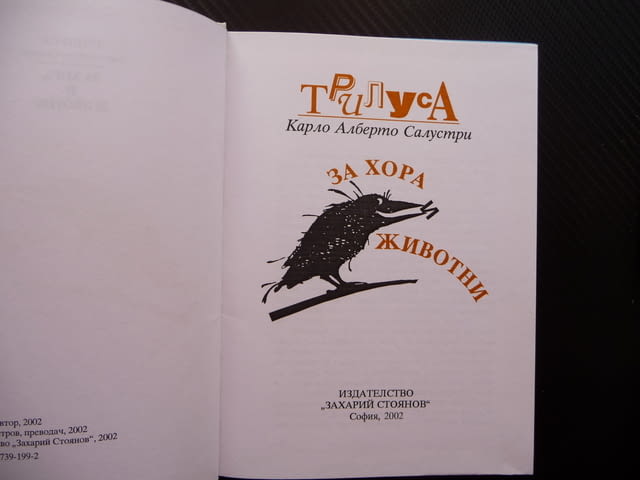 ТРИЛУСА
Карло Алберто Салустри
ЗА ХОРА
И
ЖИВОТНИ
ИЗДАТЕЛСТВО
„ЗАХАРИЙ СТОЯНОВ“
София, 2002
втор, 2002
тров, преводач, 2002
во „Захарий Стоянов“, 2002
739-199-2